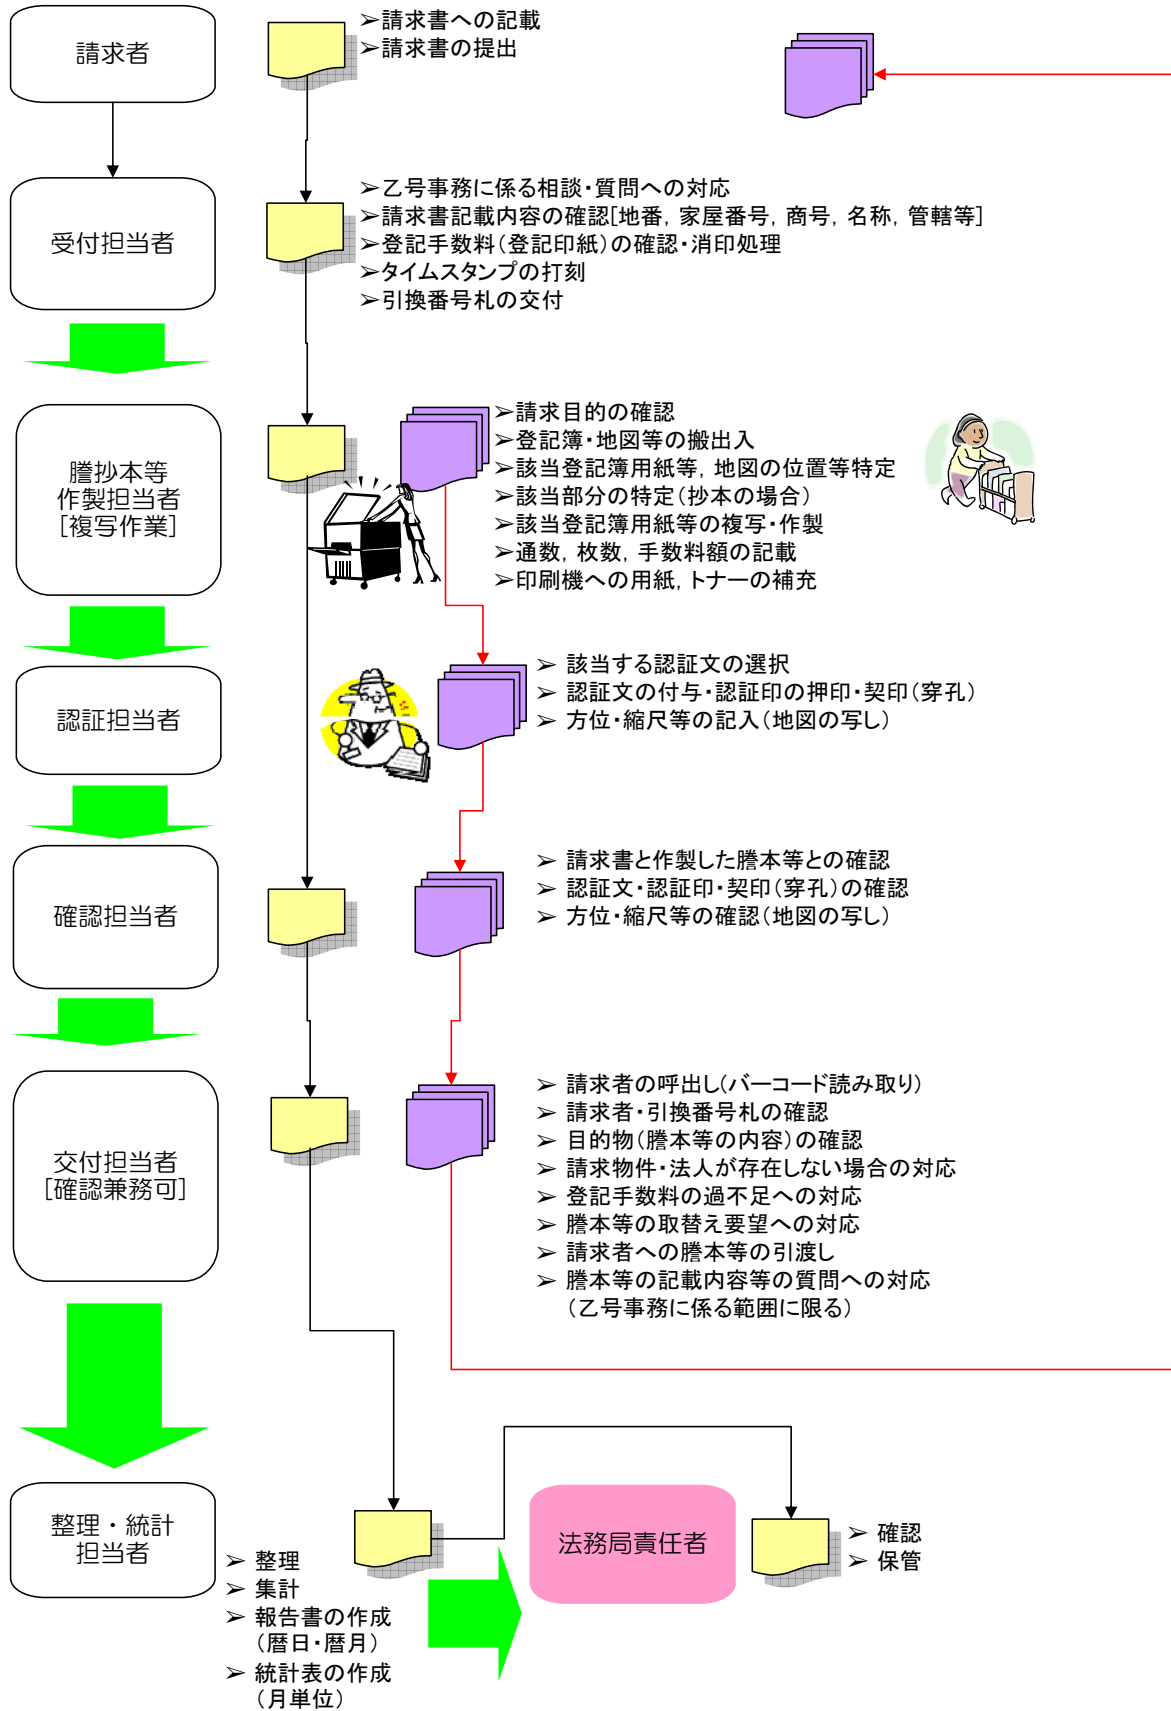 請求者
➢請求書への記載
➢請求書の提出
受付担当者
➢乙号事務に係る相談・質問への対応
➢請求書記載内容の確認[地番, 家屋番号, 商号, 名称, 管轄等]
➢登記手数料(登記印紙)の確認・消印処理
➢タイムスタンプの打刻
➢引換番号札の交付
謄抄本等
作製担当者
[複写作業]
➢請求目的の確認
➢登記簿・地図等の搬出入
➢該当登記簿用紙等, 地図の位置等特定
➢該当部分の特定(抄本の場合)
➢該当登記簿用紙等の複写・作製
➢通数, 枚数, 手数料額の記載
➢印刷機への用紙, トナーの補充
認証担当者
➢ 該当する認証文の選択
➢ 認証文の付与・認証印の押印・契印(穿孔)
➢ 方位・縮尺等の記入(地図の写し)
確認担当者
➢ 請求書と作製した謄本等との確認
➢ 認証文・認証印・契印(穿孔)の確認
➢ 方位・縮尺等の確認(地図の写し)
交付担当者
[確認兼務可]
➢ 請求者の呼出し(バーコード読み取り)
➢ 請求者・引換番号札の確認
➢ 目的物(謄本等の内容)の確認
➢ 請求物件・法人が存在しない場合の対応
➢ 登記手数料の過不足への対応
➢ 謄本等の取替え要望への対応
➢ 請求者への謄本等の引渡し
➢ 謄本等の記載内容等の質問への対応
(乙号事務に係る範囲に限る)
整理・統計
担当者
➢ 整理
➢ 集計
➢ 報告書の作成
(暦日・暦月)
➢ 統計表の作成
(月単位)
法務局責任者
➢ 確認
➢ 保管